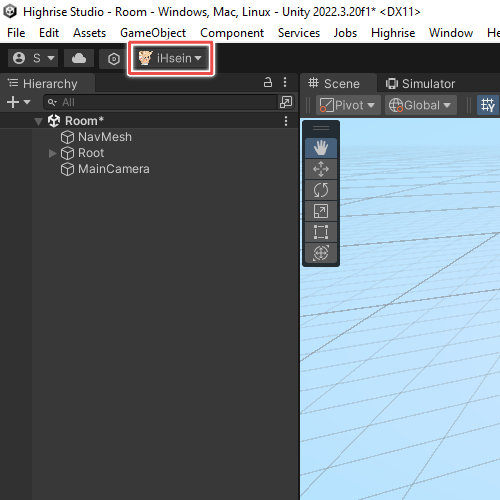 Highrise Studio - Room - Windows, Mac, Linux - Unity 2022.3.20f1* <DX11>
File Edit Assets GameObject Component Services Jobs Highrise Window He
S iHsein
Hierarchy Scene Simulator
All Pivot Global
Room*
NavMesh
Root
MainCamera